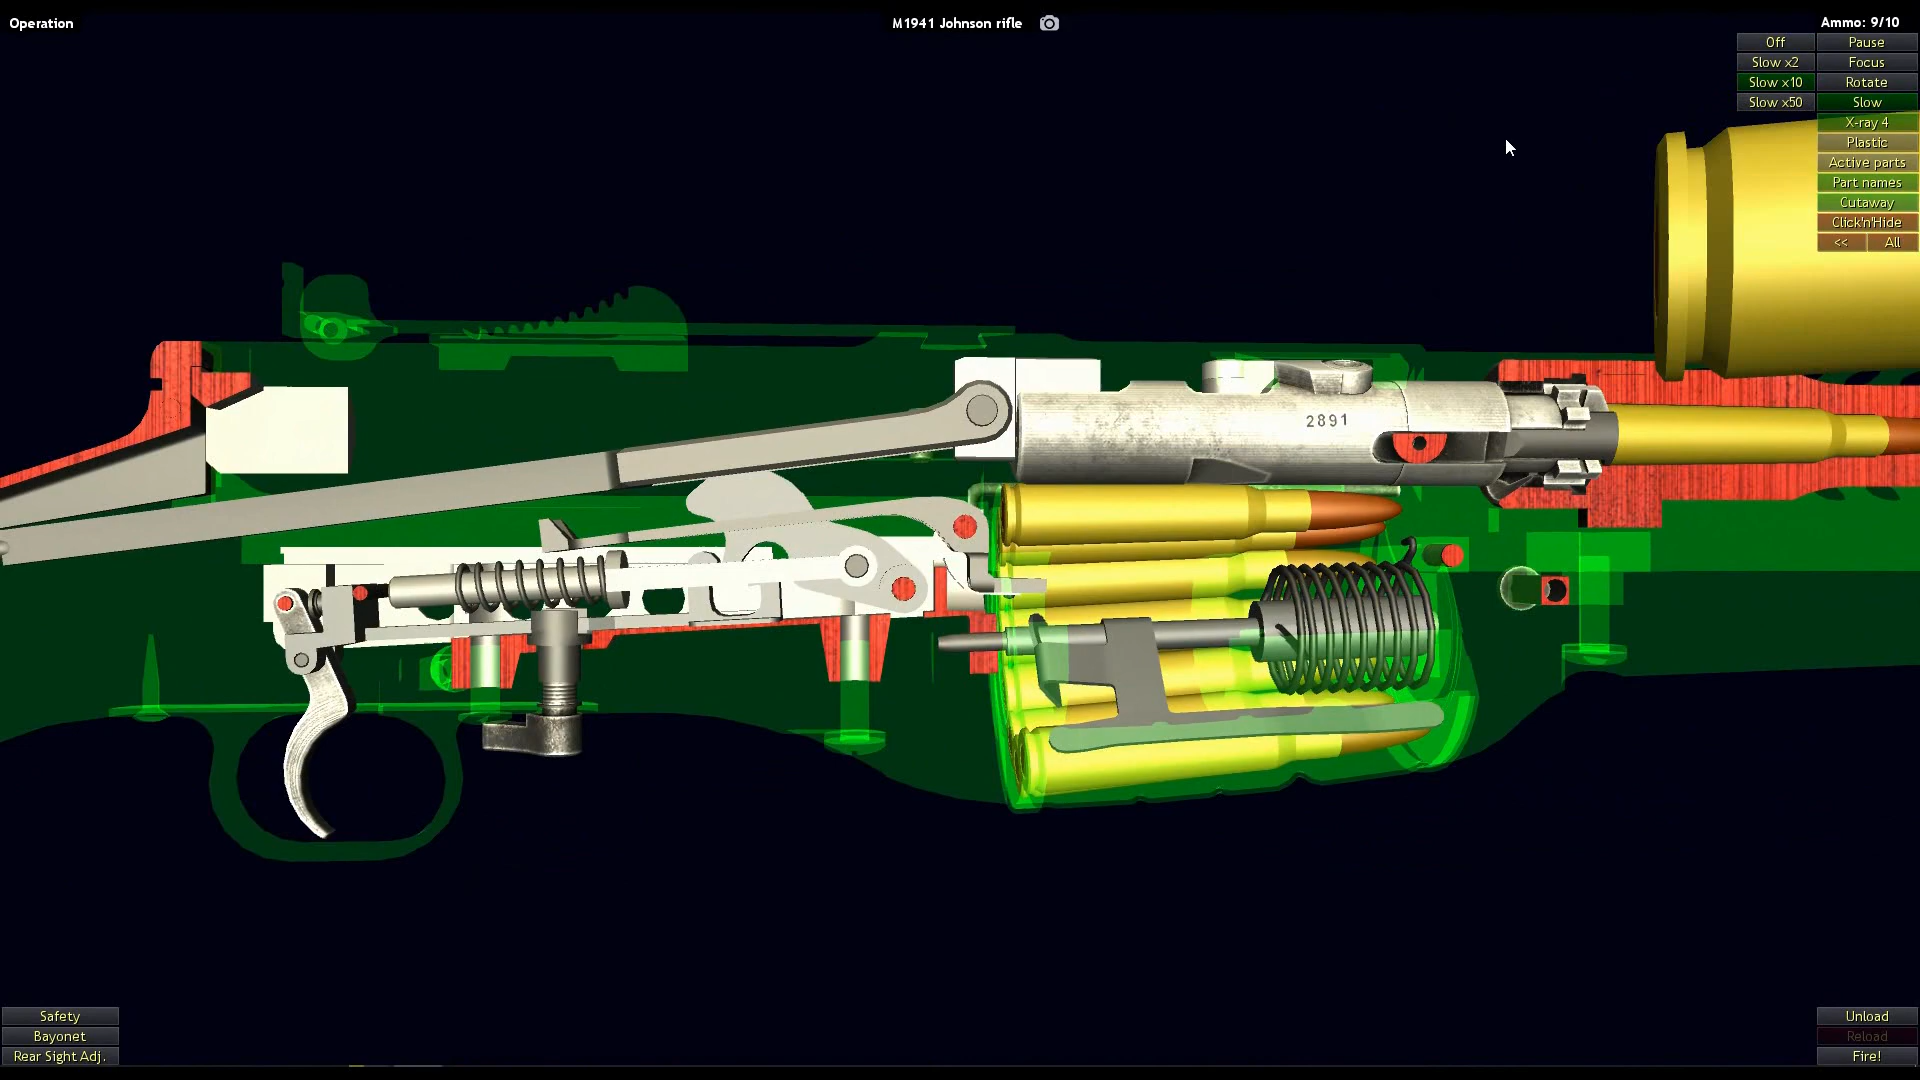 Operation
M1941 Johnson rifle
Ammo: 9/10
Off
Pause
Slow x2
Focus
Slow x10
Rotate
Slow x50
Slow
X-ray 4
Plastic
Active parts
Part names
Cutaway
Click'n'Hide
<< All
2891
Safety
Bayonet
Rear Sight Adj.
Unload
Reload
Fire!